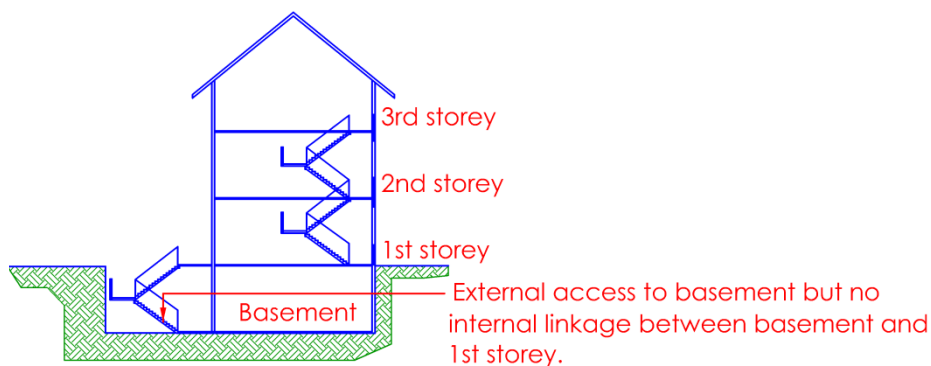 3rd storey
2nd storey
1st storey
Basement
External access to basement but no
internal linkage between basement and
1st storey.